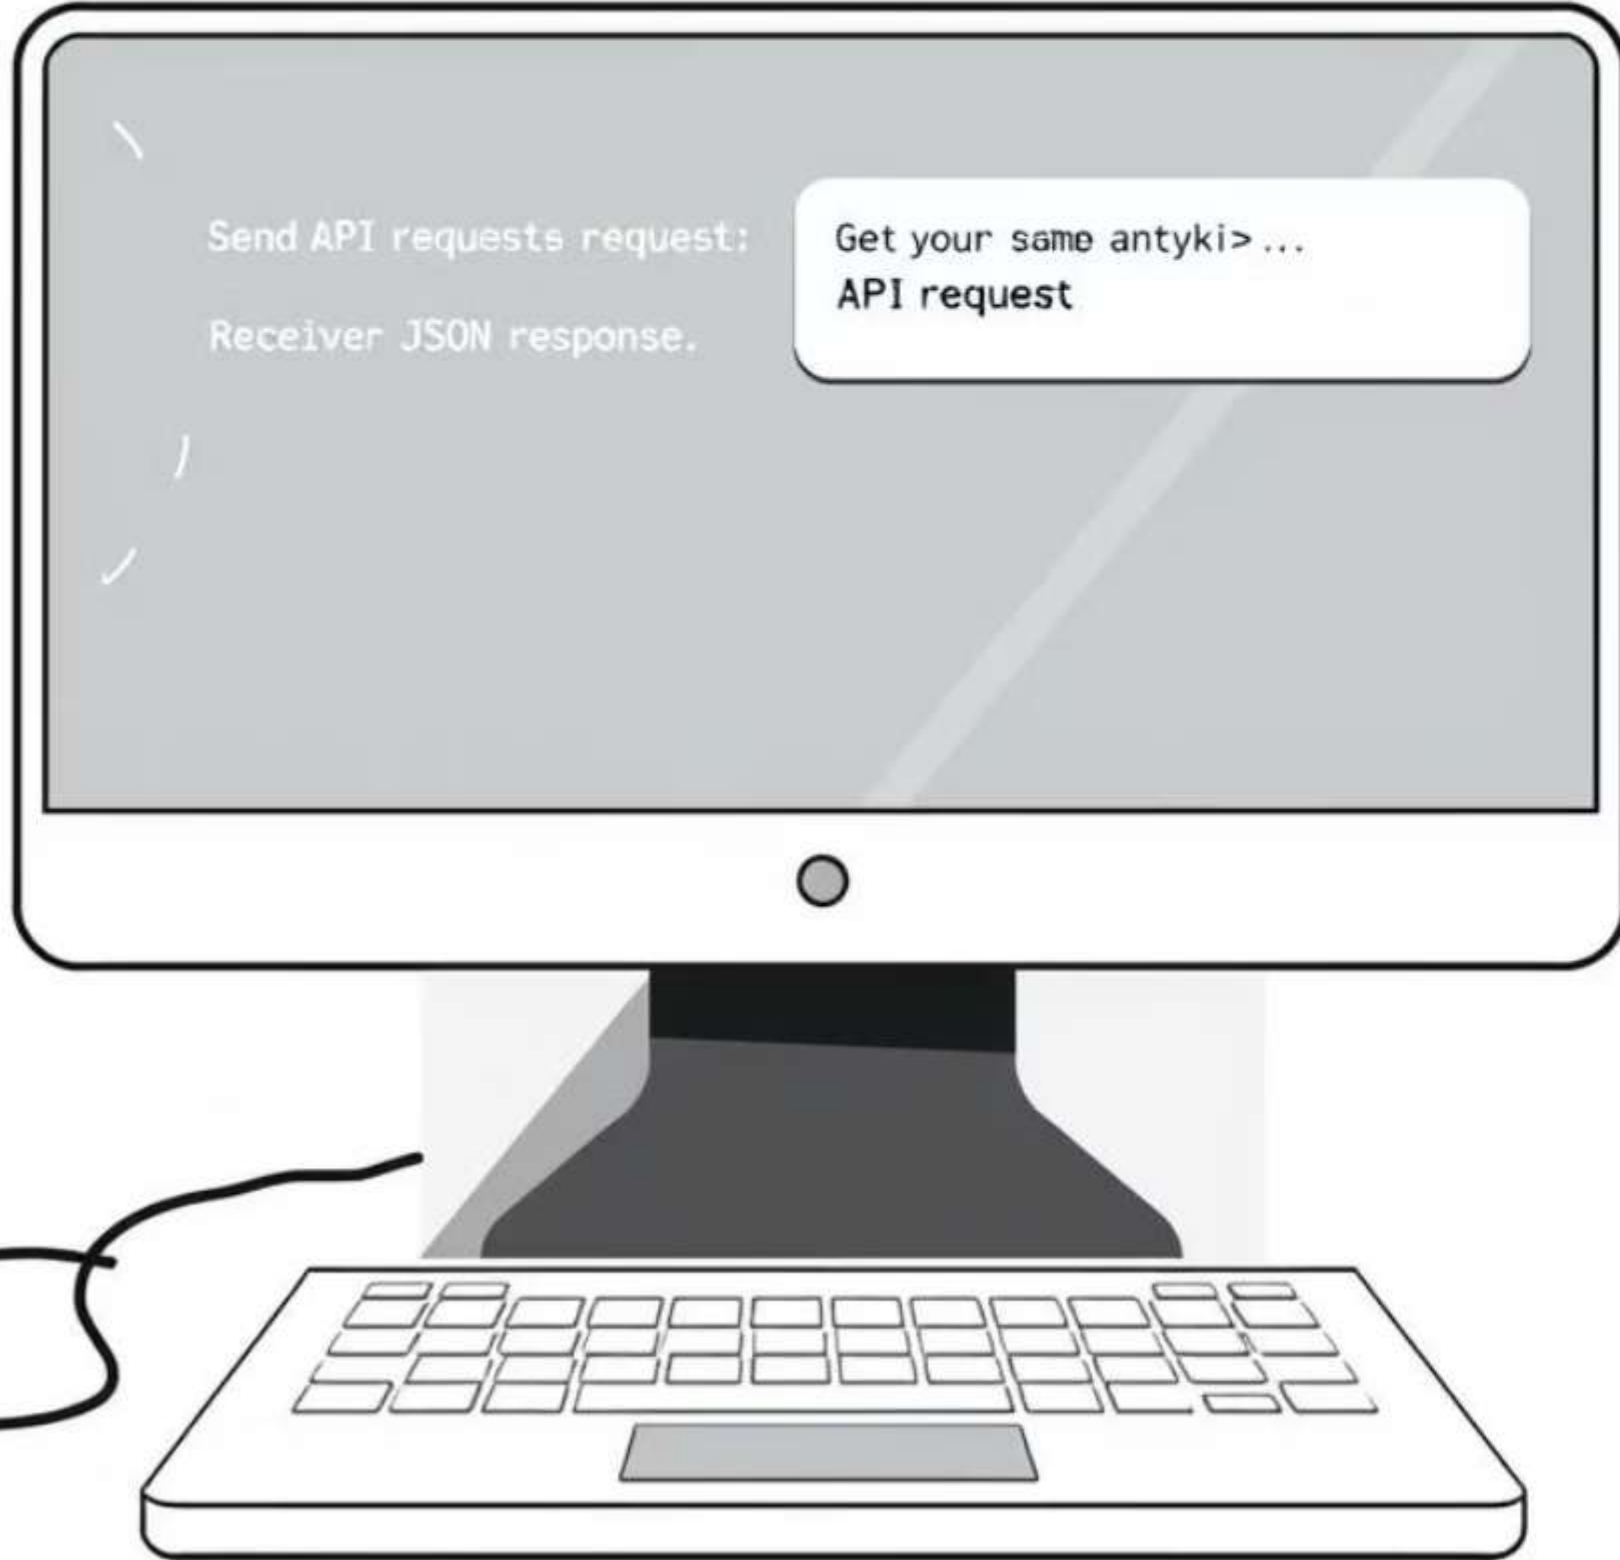 Send API requests request:
Receiver JSON response.
Get your same antyki> ...
API request